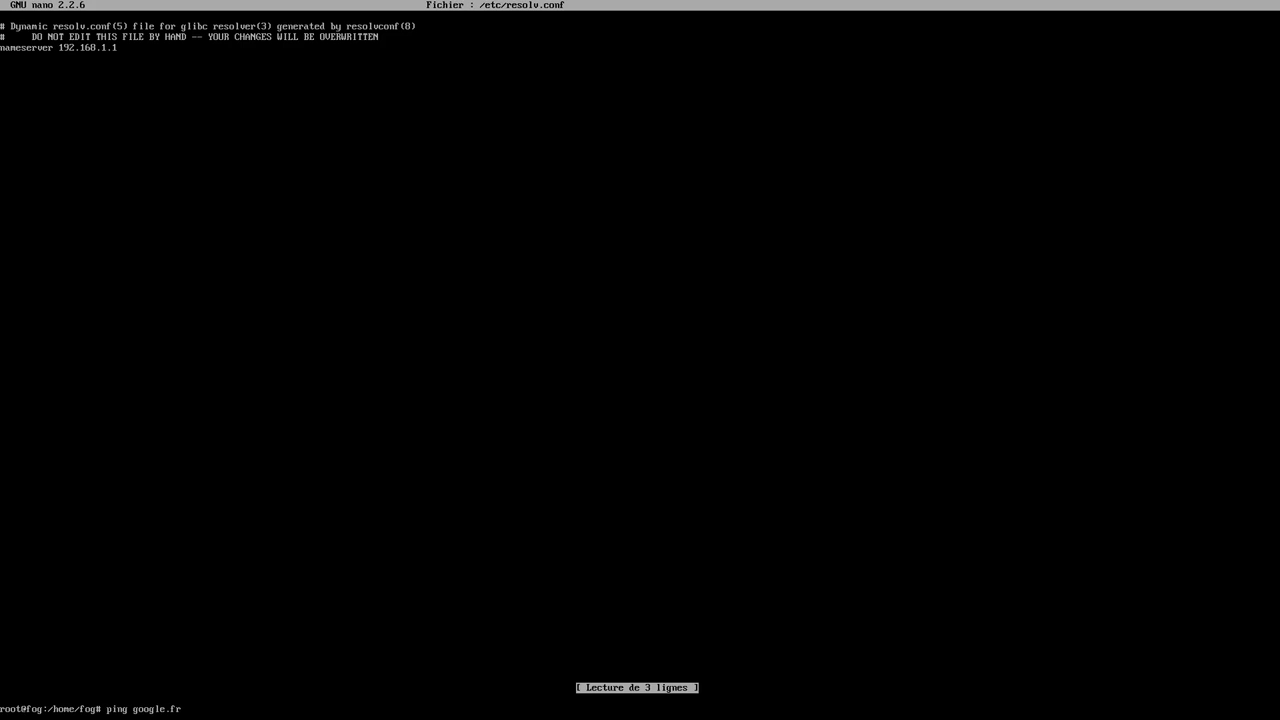 GNU nano 2.2.6 Fichier : /etc/resolv.conf
# Dynamic resolv.conf(5) file for glibc resolver(3) generated by resolvconf(8)
# DO NOT EDIT THIS FILE BY HAND -- YOUR CHANGES WILL BE OVERWRITTEN
nameserver 192.168.1.1
[ Lecture de 3 lignes ]
root@fog:/home/fog# ping google.fr